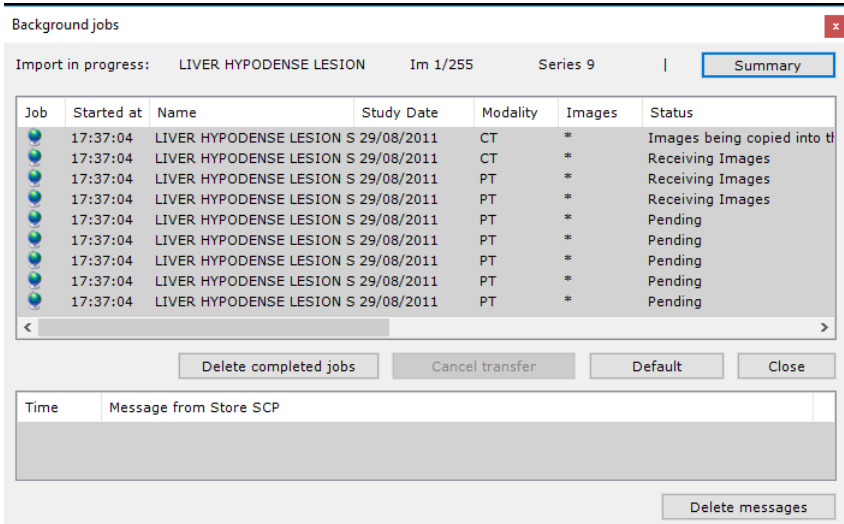 Background jobs x
Import in progress: LIVER HYPODENSE LESION Im 1/255 Series 9 | Summary
Job Started at Name Study Date Modality Images Status
17:37:04 LIVER HYPODENSE LESION S 29/08/2011 CT * Images being copied into th
17:37:04 LIVER HYPODENSE LESION S 29/08/2011 CT * Receiving Images
17:37:04 LIVER HYPODENSE LESION S 29/08/2011 PT * Receiving Images
17:37:04 LIVER HYPODENSE LESION S 29/08/2011 PT * Receiving Images
17:37:04 LIVER HYPODENSE LESION S 29/08/2011 PT * Pending
17:37:04 LIVER HYPODENSE LESION S 29/08/2011 PT * Pending
17:37:04 LIVER HYPODENSE LESION S 29/08/2011 PT * Pending
17:37:04 LIVER HYPODENSE LESION S 29/08/2011 PT * Pending
17:37:04 LIVER HYPODENSE LESION S 29/08/2011 PT * Pending
Delete completed jobs Cancel transfer Default Close
Time Message from Store SCP
Delete messages